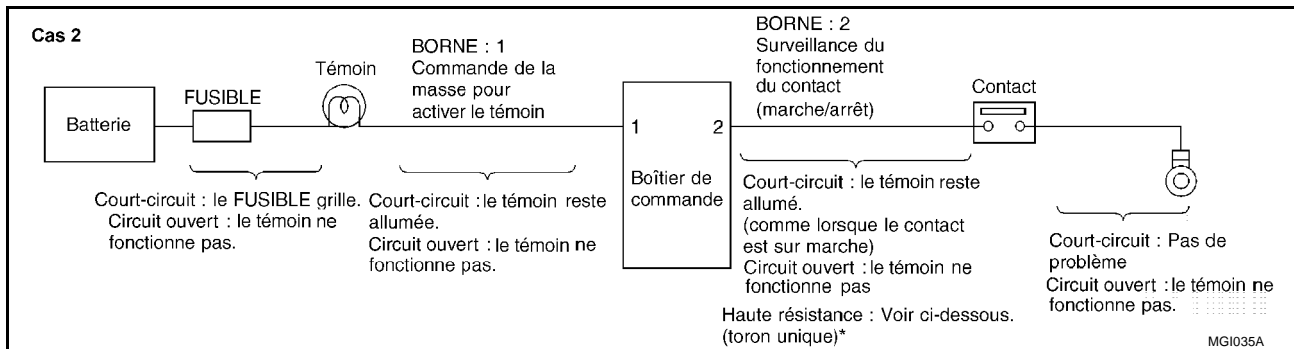 Cas 2
Batterie
FUSIBLE
Témoin
BORNE : 1
Commande de la
masse pour
activer le témoin
BORNE : 2
Surveillance du
fonctionnement
du contact
(marche/arrêt)
Contact
1
2
Boîtier de
commande
Court-circuit : le FUSIBLE grille.
Circuit ouvert : le témoin ne
fonctionne pas.
Court-circuit : le témoin reste
allumée.
Circuit ouvert : le témoin ne
fonctionne pas.
Court-circuit : le témoin reste
allumé.
(comme lorsque le contact
est sur marche)
Circuit ouvert : le témoin ne
fonctionne pas
Haute résistance : Voir ci-dessous.
(toron unique)*
Court-circuit : Pas de
problème
Circuit ouvert : le témoin ne
fonctionne pas.
MGI035A